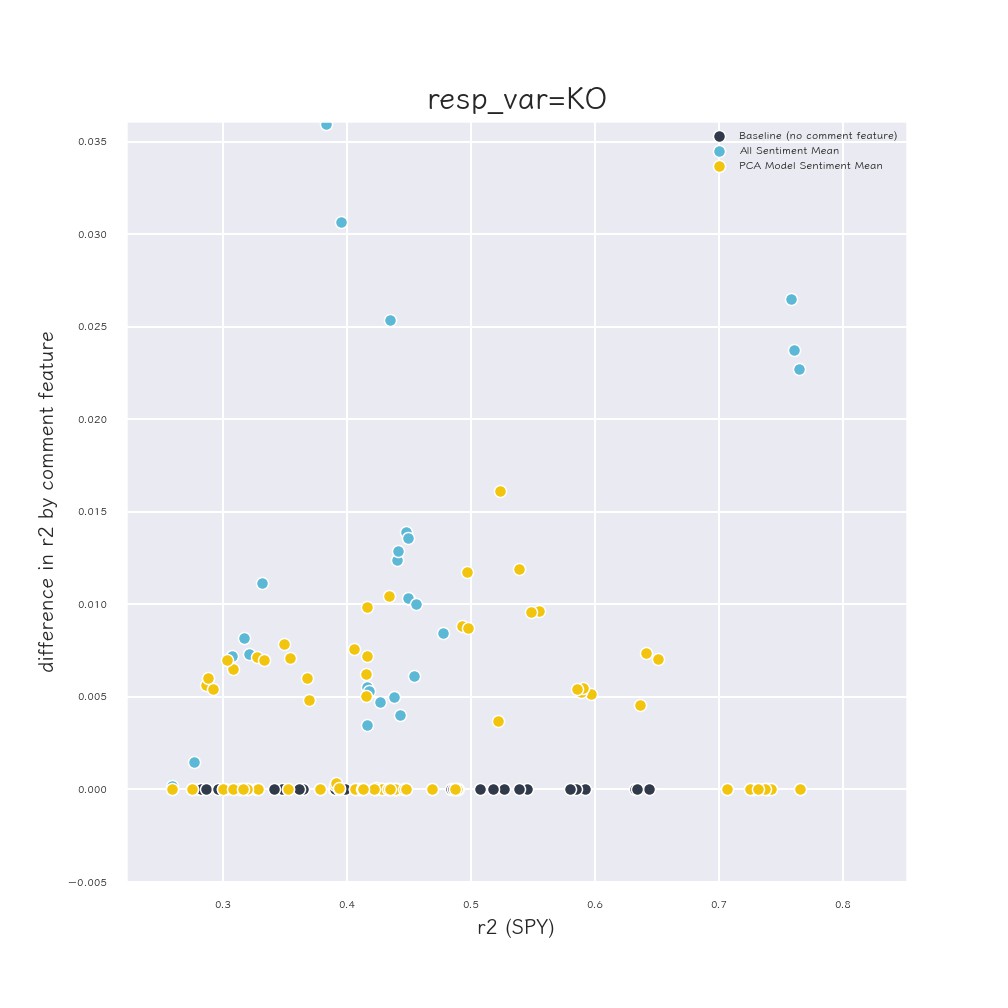 resp_var=KO
Baseline (no comment feature)
All Sentiment Mean
PCA Model Sentiment Mean
difference in r2 by comment feature
0.035
0.030
0.025
0.020
0.015
0.010
0.005
0.000
−0.005
0.3 0.4 0.5 0.6 0.7 0.8
r2 (SPY)